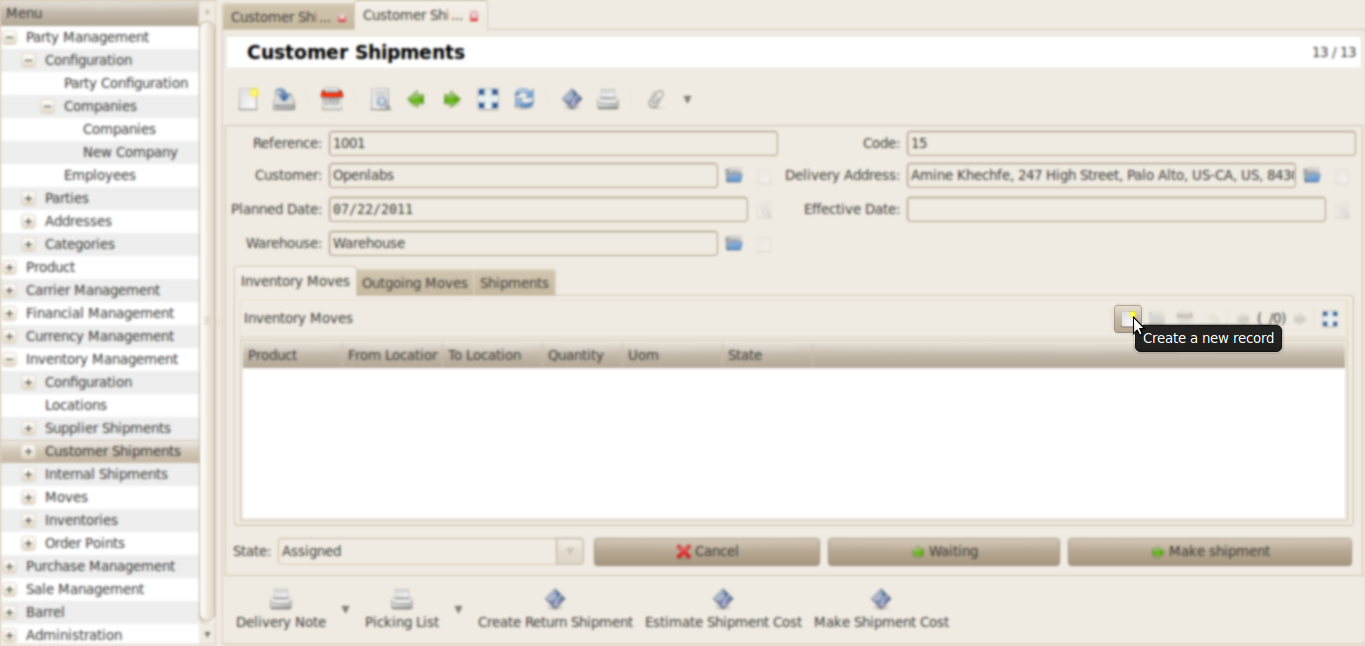 Menu
Party Management
Configuration
Party Configuration
Companies
Companies
New Company
Employees
Parties
Addresses
Categories
Product
Carrier Management
Financial Management
Currency Management
Inventory Management
Configuration
Locations
Supplier Shipments
Customer Shipments
Internal Shipments
Moves
Inventories
Order Points
Purchase Management
Sale Management
Barrel
Administration
Customer Shi... Customer Shi...
Customer Shipments 13 / 13
Reference: 1001 Code: 15
Customer: Openlabs Delivery Address: Amine Khechfe, 247 High Street, Palo Alto, US-CA, US, 8430
Planned Date: 07/22/2011 Effective Date:
Warehouse: Warehouse
Inventory Moves Outgoing Moves Shipments
Inventory Moves (_/0)
Create a new record
Product From Location To Location Quantity Uom State
State: Assigned Cancel Waiting Make shipment
Delivery Note Picking List Create Return Shipment Estimate Shipment Cost Make Shipment Cost